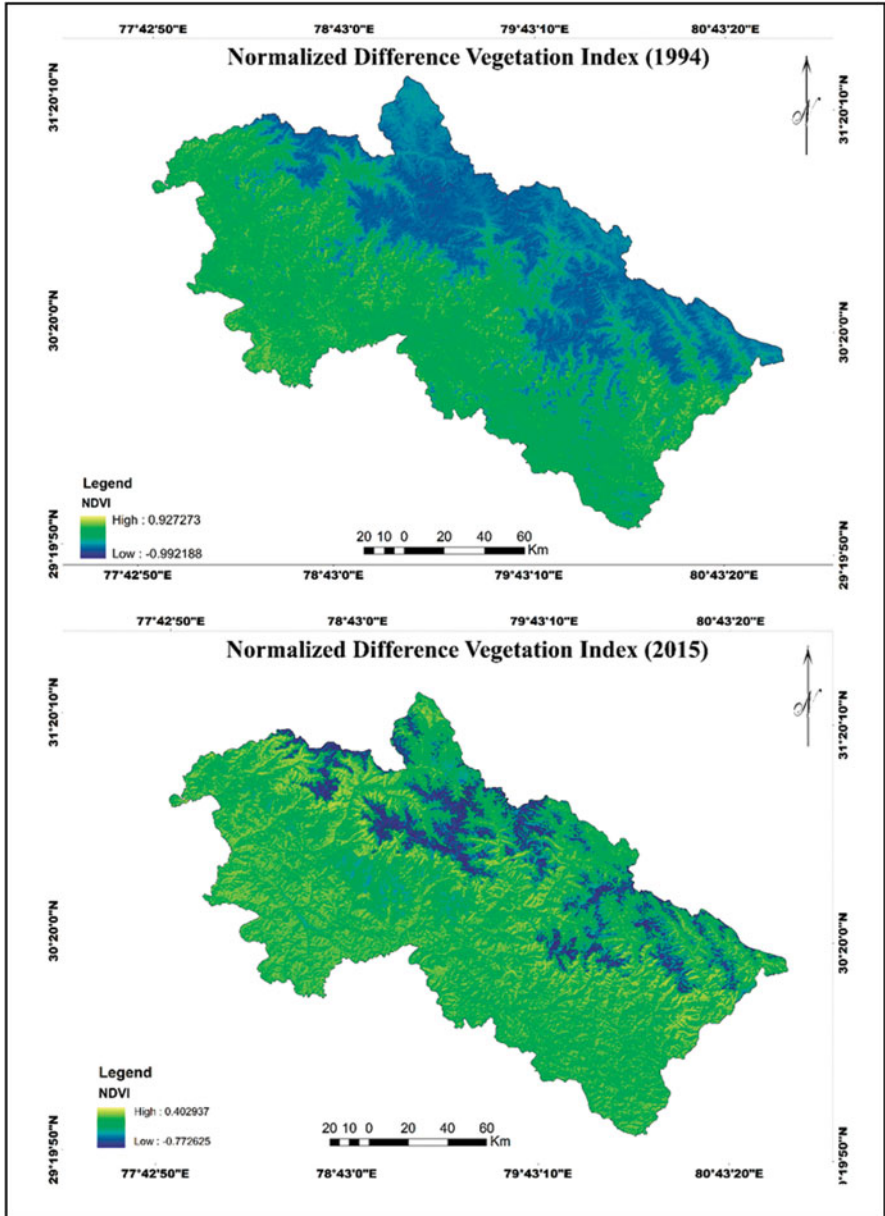 77°42'50"E 78°43'0"E 79°43'10"E 80°43'20"E
Normalized Difference Vegetation Index (1994)
31°20'10"N
31°20'10"N
N
30°20'0"N
30°20'0"N
Legend
NDVI
High : 0.927273
Low : -0.992188
20 10 0 20 40 60
Km
29°19'50"N
29°19'50"N
77°42'50"E 78°43'0"E 79°43'10"E 80°43'20"E
77°42'50"E 78°43'0"E 79°43'10"E 80°43'20"E
Normalized Difference Vegetation Index (2015)
31°20'10"N
31°20'10"N
N
30°20'0"N
30°20'0"N
Legend
NDVI
High : 0.402937
Low : -0.772625
20 10 0 20 40 60
Km
29°19'50"N
19'50"N
77°42'50"E 78°43'0"E 79°43'10"E 80°43'20"E